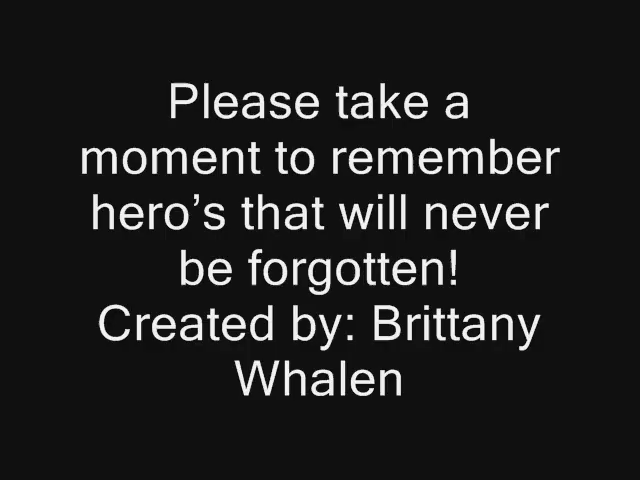 Please take a
moment to remember
hero’s that will never
be forgotten!
Created by: Brittany
Whalen